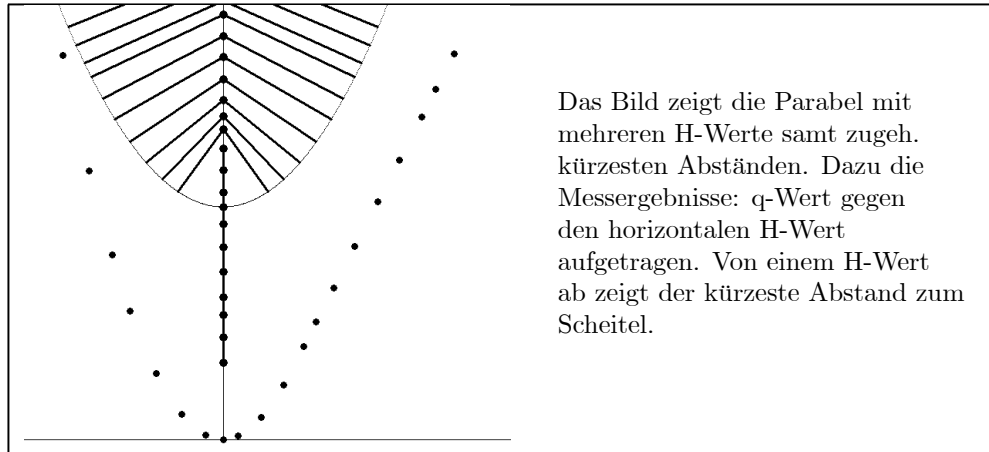 Das Bild zeigt die Parabel mit
mehreren H-Werte samt zugeh.
kürzesten Abständen. Dazu die
Messergebnisse: q-Wert gegen
den horizontalen H-Wert
aufgetragen. Von einem H-Wert
ab zeigt der kürzeste Abstand zum
Scheitel.